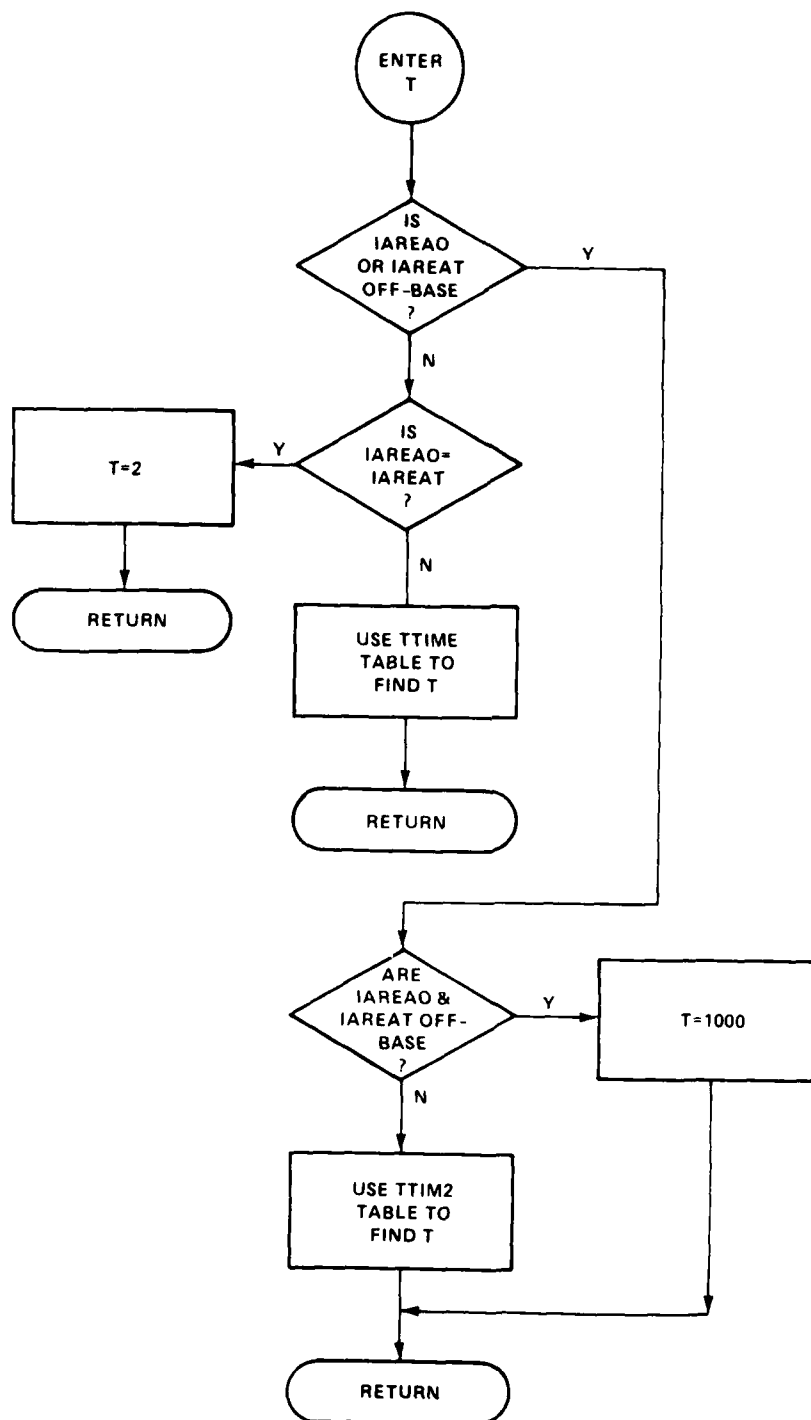 ENTER
T
IS
IAREAO
OR IAREAT
OFF-BASE
?
Y
N
IS
IAREAO=
IAREAT
?
Y
T=2
RETURN
N
USE TTIME
TABLE TO
FIND T
RETURN
ARE
IAREAO &
IAREAT OFF-
BASE
?
Y
T=1000
N
USE TTIM2
TABLE TO
FIND T
RETURN